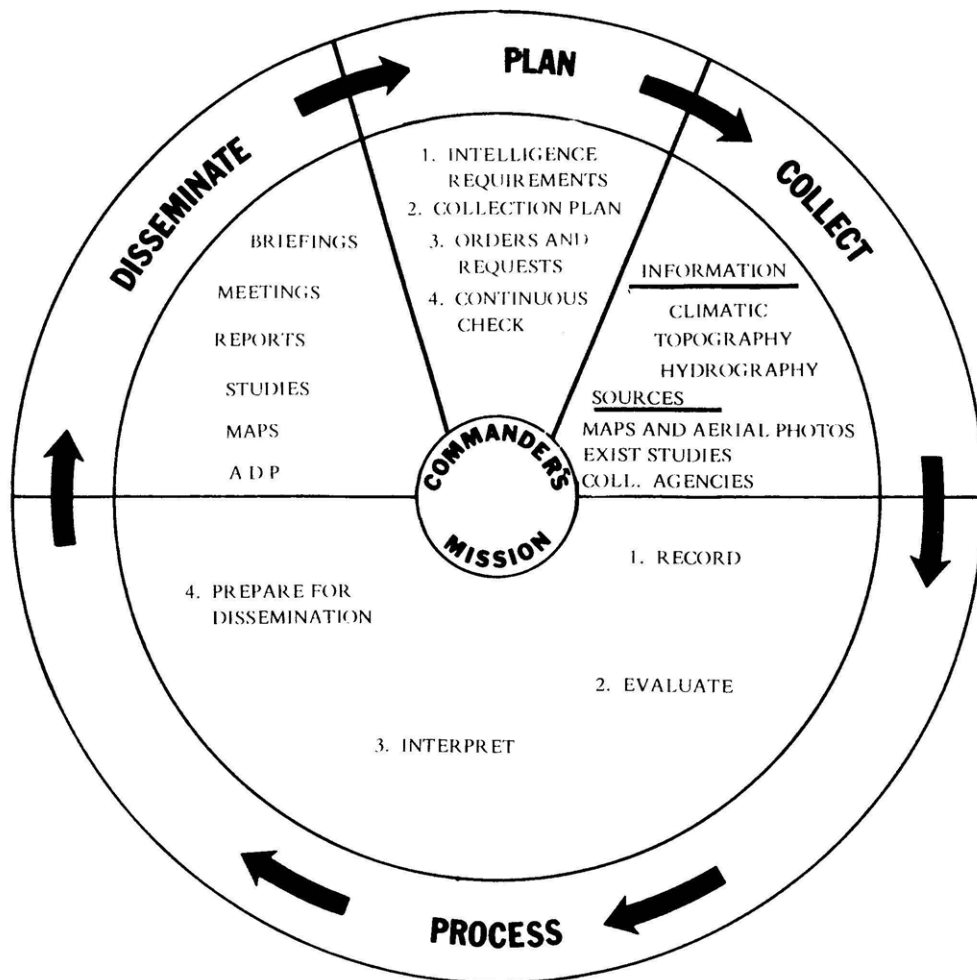 PLAN
1. INTELLIGENCE
REQUIREMENTS
2. COLLECTION PLAN
3. ORDERS AND
REQUESTS
4. CONTINUOUS
CHECK
COLLECT
INFORMATION
CLIMATIC
TOPOGRAPHY
HYDROGRAPHY
SOURCES
MAPS AND AERIAL PHOTOS
EXIST STUDIES
COLL. AGENCIES
PROCESS
1. RECORD
2. EVALUATE
3. INTERPRET
4. PREPARE FOR
DISSEMINATION
DISSEMINATE
BRIEFINGS
MEETINGS
REPORTS
STUDIES
MAPS
A D P
COMMANDER'S
MISSION